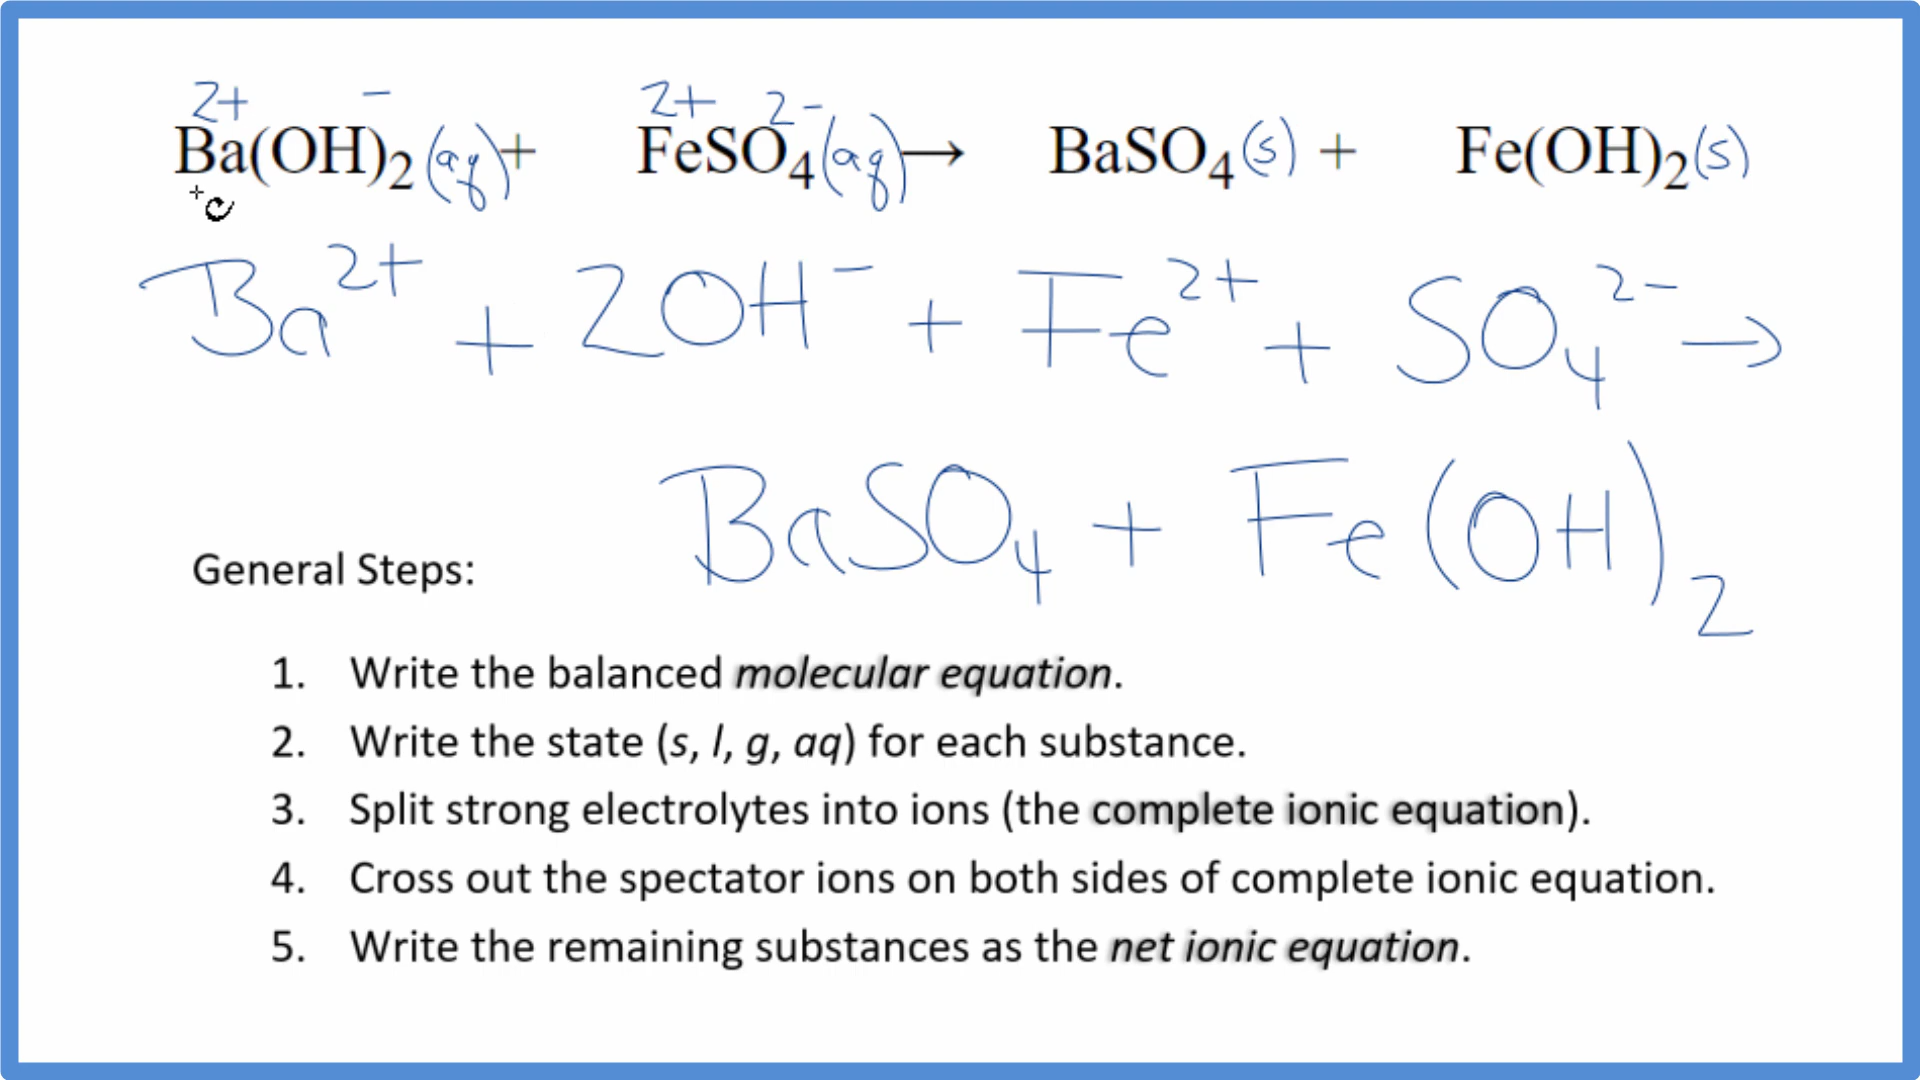 2+ - 2+ 2-
Ba(OH)₂(aq) + FeSO₄(aq) → BaSO₄(s) + Fe(OH)₂(s)
Ba²⁺ + 2OH⁻ + Fe²⁺ + SO₄²⁻ →
BaSO₄ + Fe(OH)₂
General Steps:
1. Write the balanced molecular equation.
2. Write the state (s, l, g, aq) for each substance.
3. Split strong electrolytes into ions (the complete ionic equation).
4. Cross out the spectator ions on both sides of complete ionic equation.
5. Write the remaining substances as the net ionic equation.